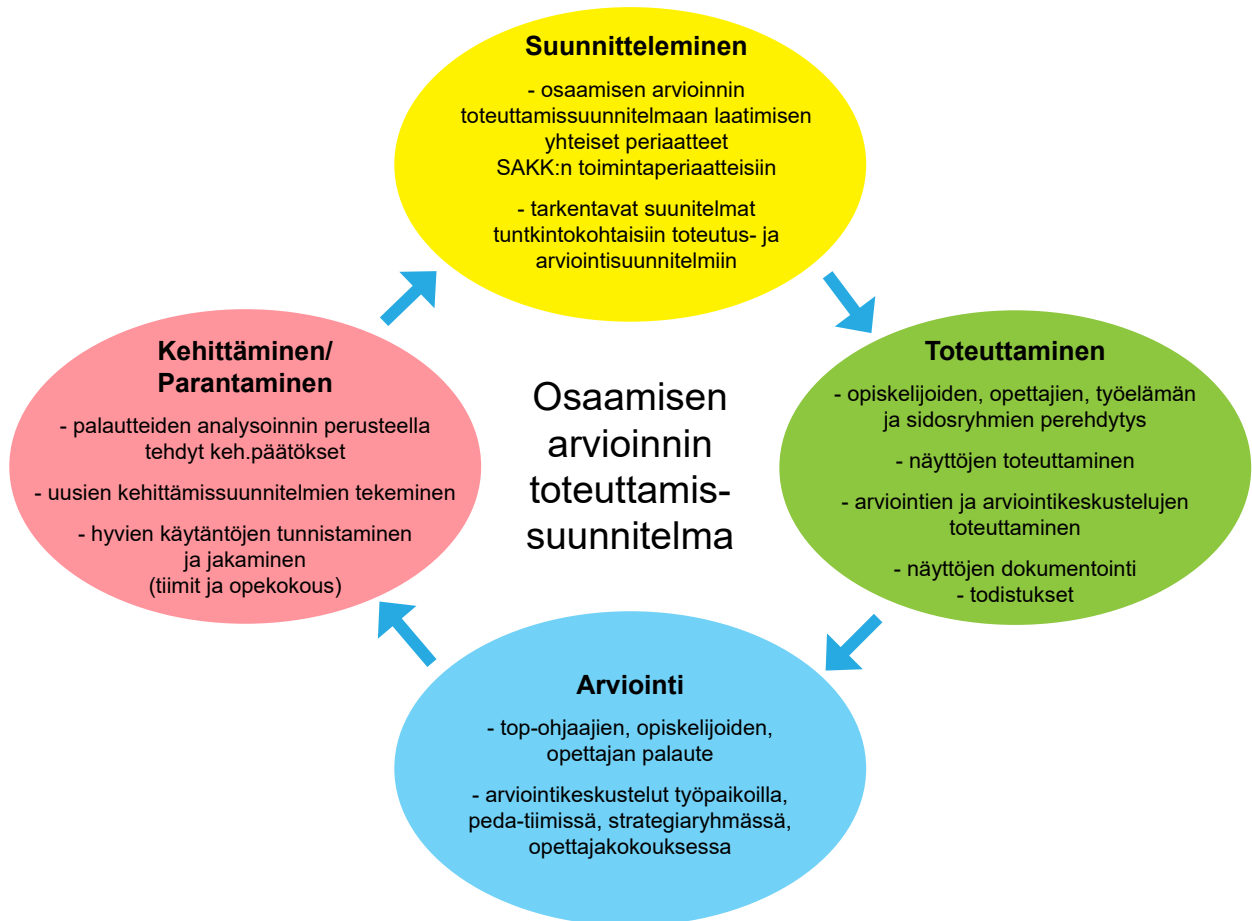 Suunnitteleminen
- osaamisen arvioinnin
toteuttamissuunnitelmaan laatimisen
yhteiset periaatteet
SAKK:n toimintaperiaatteisiin
- tarkentavat suunitelmat
tuntkintokohtaisiin toteutus- ja
arviointisuunnitelmiin
Toteuttaminen
- opiskelijoiden, opettajien, työelämän
ja sidosryhmien perehdytys
- näyttöjen toteuttaminen
- arviointien ja arviointikeskustelujen
toteuttaminen
- näyttöjen dokumentointi
- todistukset
Arviointi
- top-ohjaajien, opiskelijoiden,
opettajan palaute
- arviointikeskustelut työpaikoilla,
peda-tiimissä, strategiaryhmässä,
opettajakokouksessa
Kehittäminen/
Parantaminen
- palautteiden analysoinnin perusteella
tehdyt keh.päätökset
- uusien kehittämissuunnitelmien tekeminen
- hyvien käytäntöjen tunnistaminen
ja jakaminen
(tiimit ja opekokous)
Osaamisen
arvioinnin
toteuttamis-
suunnitelma